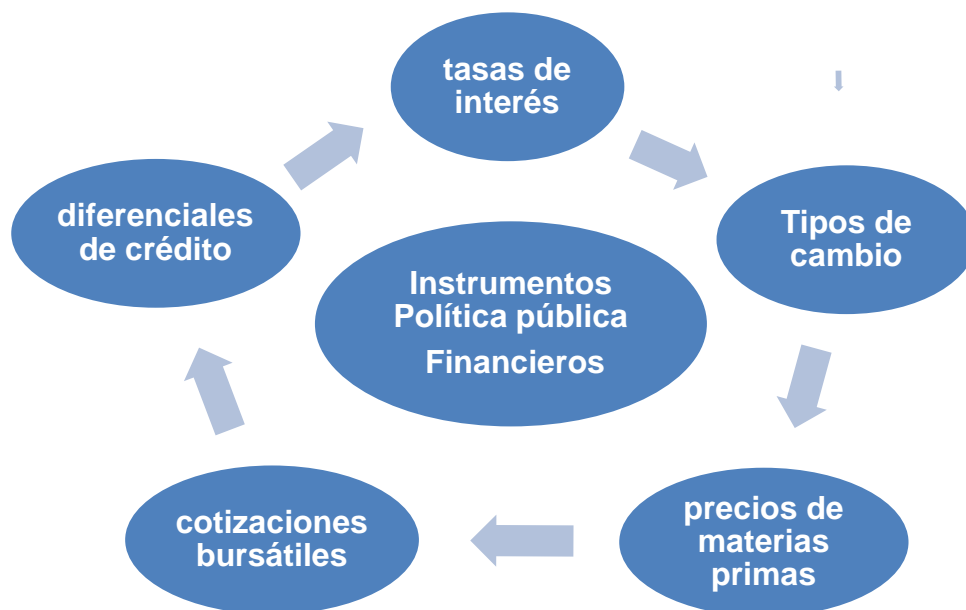 tasas de
interés
Tipos de
cambio
precios de
materias
primas
cotizaciones
bursátiles
diferenciales
de crédito
Instrumentos
Política pública
Financieros